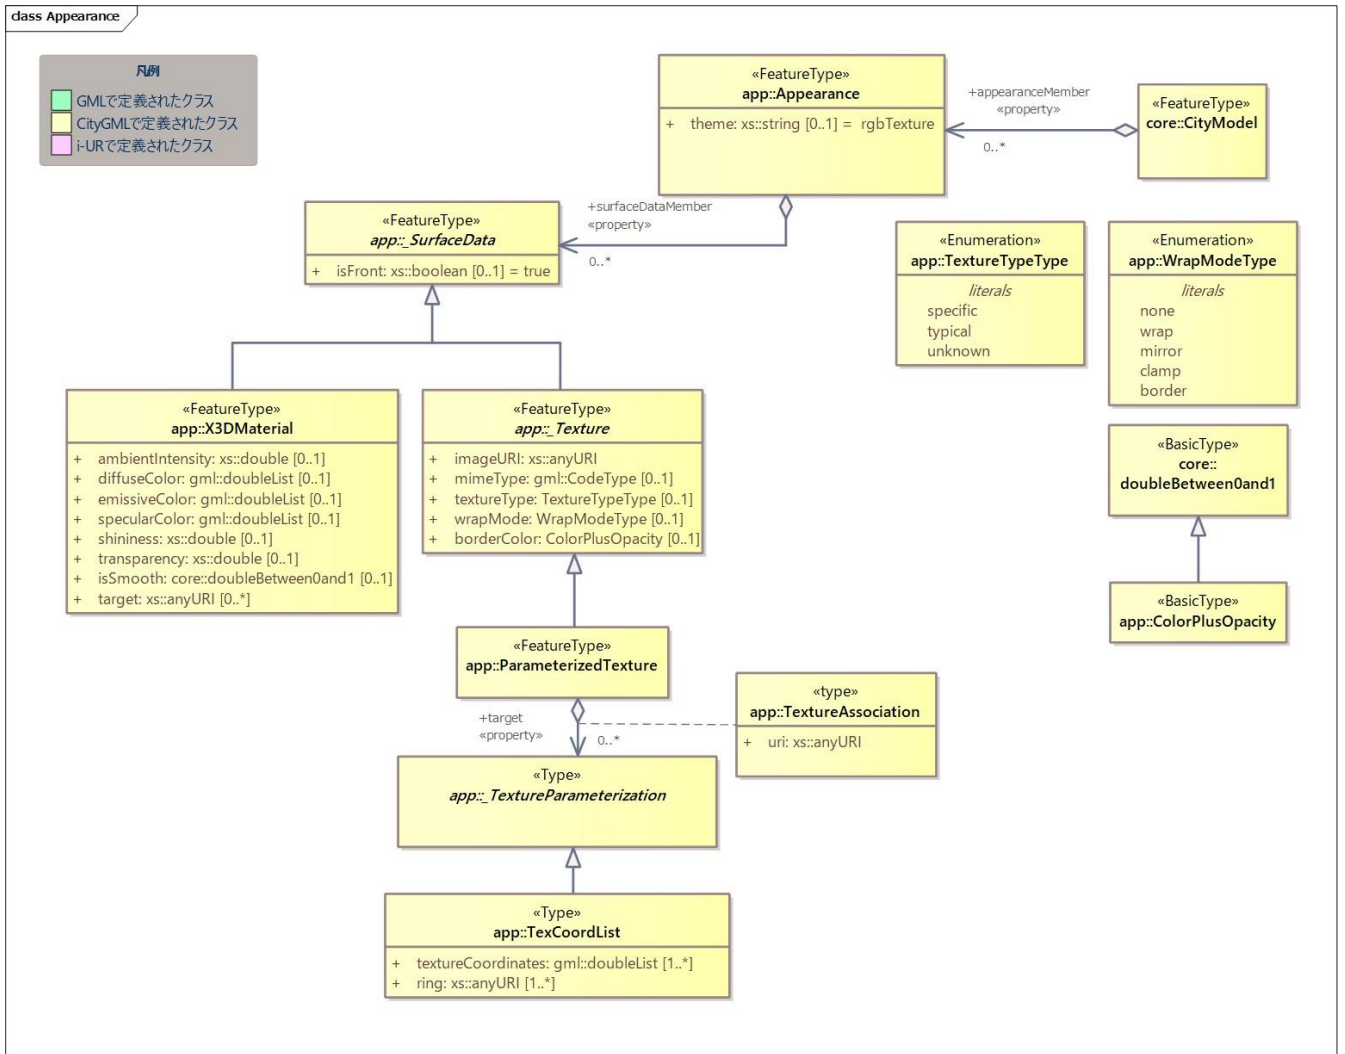 class Appearance
凡例
GMLで定義されたクラス
CityGMLで定義されたクラス
i-URで定義されたクラス
«FeatureType»
app::Appearance
+ theme: xs::string [0..1] = rgbTexture
+appearanceMember
«property»
0..*
«FeatureType»
core::CityModel
+surfaceDataMember
«property»
0..*
«FeatureType»
app::_SurfaceData
+ isFront: xs::boolean [0..1] = true
«Enumeration»
app::TextureTypeType
literals
specific
typical
unknown
«Enumeration»
app::WrapModeType
literals
none
wrap
mirror
clamp
border
«FeatureType»
app::X3DMaterial
+ ambientIntensity: xs::double [0..1]
+ diffuseColor: gml::doubleList [0..1]
+ emissiveColor: gml::doubleList [0..1]
+ specularColor: gml::doubleList [0..1]
+ shininess: xs::double [0..1]
+ transparency: xs::double [0..1]
+ isSmooth: core::doubleBetween0and1 [0..1]
+ target: xs::anyURI [0..*]
«FeatureType»
app::_Texture
+ imageURI: xs::anyURI
+ mimeType: gml::CodeType [0..1]
+ textureType: TextureTypeType [0..1]
+ wrapMode: WrapModeType [0..1]
+ borderColor: ColorPlusOpacity [0..1]
«BasicType»
core::
doubleBetween0and1
«BasicType»
app::ColorPlusOpacity
«FeatureType»
app::ParameterizedTexture
+target
«property»
0..*
«type»
app::TextureAssociation
+ uri: xs::anyURI
«Type»
app::_TextureParameterization
«Type»
app::TexCoordList
+ textureCoordinates: gml::doubleList [1..*]
+ ring: xs::anyURI [1..*]